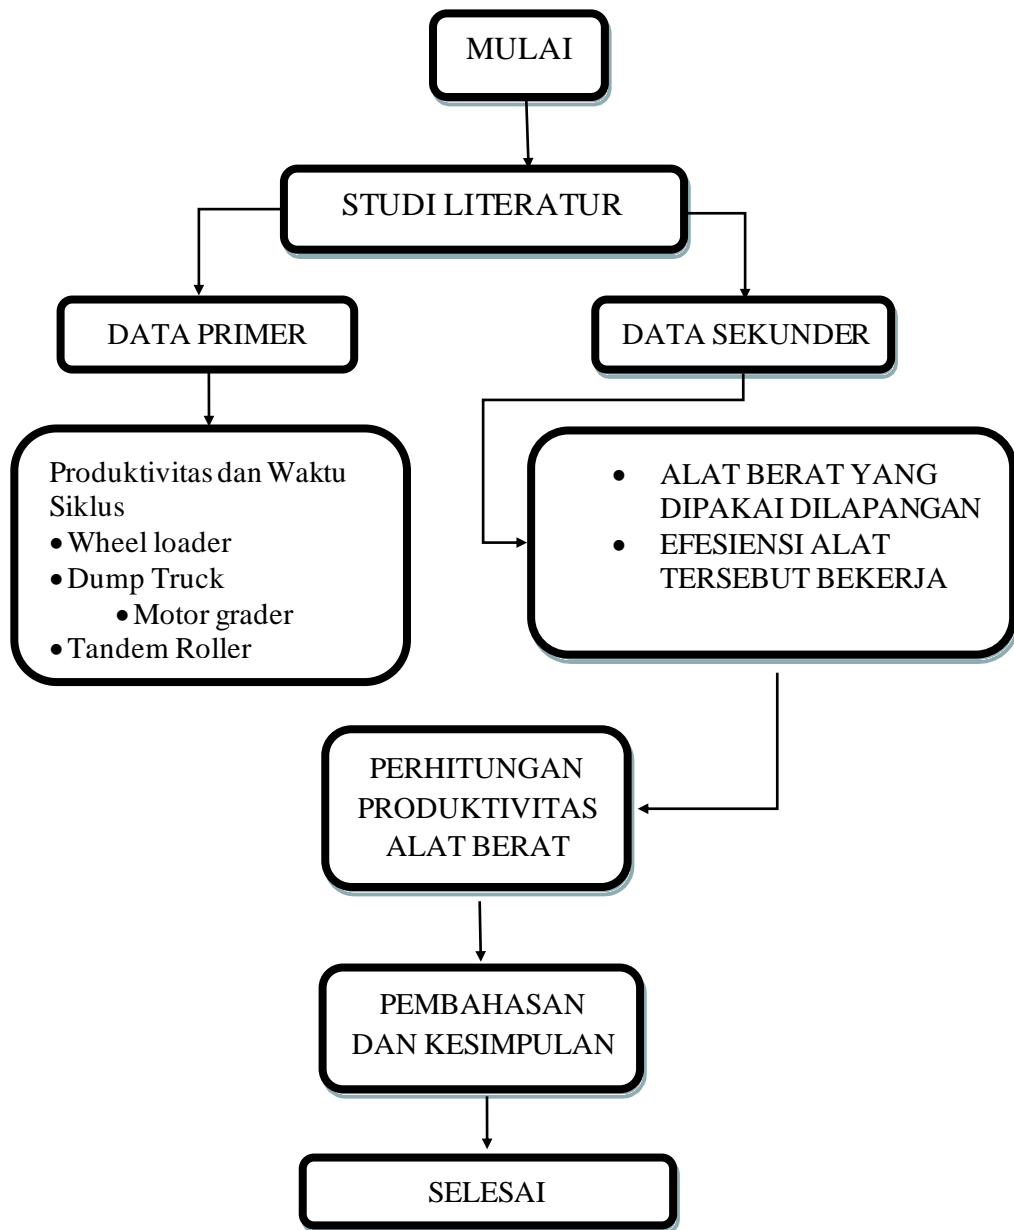 MULAI
STUDI LITERATUR
DATA PRIMER
DATA SEKUNDER
Produktivitas dan Waktu
Siklus
• Wheel loader
• Dump Truck
• Motor grader
• Tandem Roller
• ALAT BERAT YANG
DIPAKAI DILAPANGAN
• EFESIENSI ALAT
TERSEBUT BEKERJA
PERHITUNGAN
PRODUKTIVITAS
ALAT BERAT
PEMBAHASAN
DAN KESIMPULAN
SELESAI